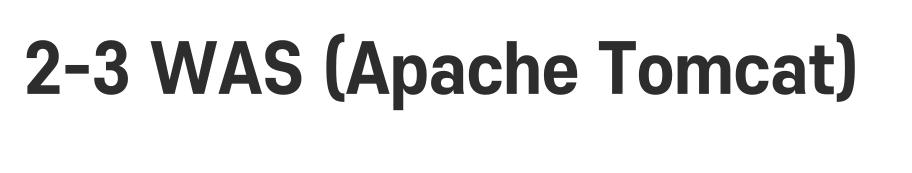 2-3 WAS (Apache Tomcat)